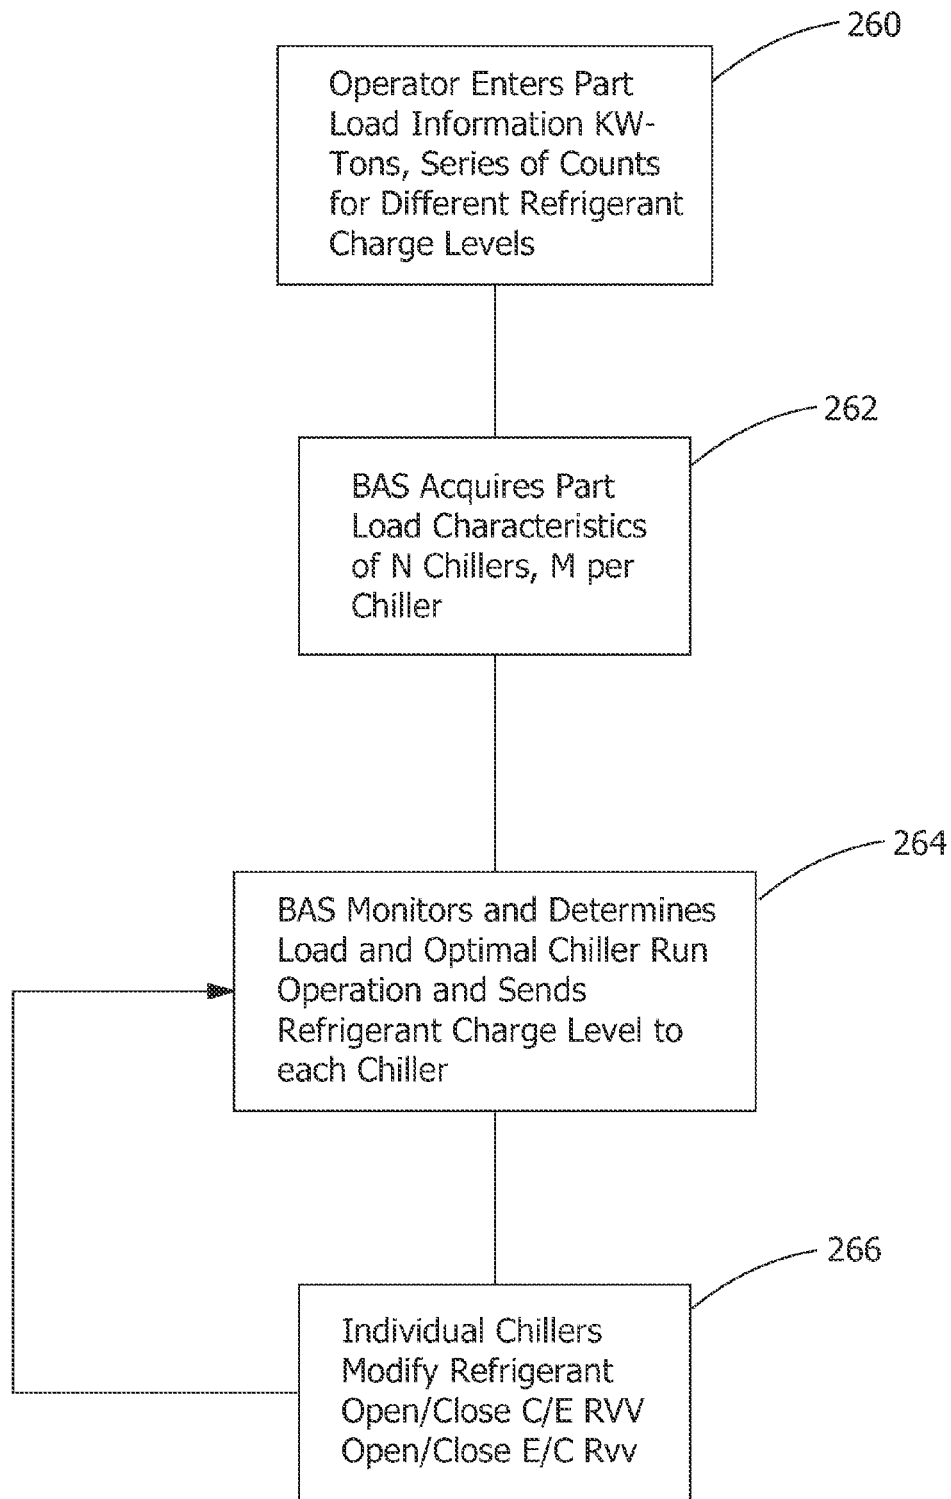 260
Operator Enters Part
Load Information KW-
Tons, Series of Counts
for Different Refrigerant
Charge Levels
262
BAS Acquires Part
Load Characteristics
of N Chillers, M per
Chiller
264
BAS Monitors and Determines
Load and Optimal Chiller Run
Operation and Sends
Refrigerant Charge Level to
each Chiller
266
Individual Chillers
Modify Refrigerant
Open/Close C/E RVV
Open/Close E/C Rvv